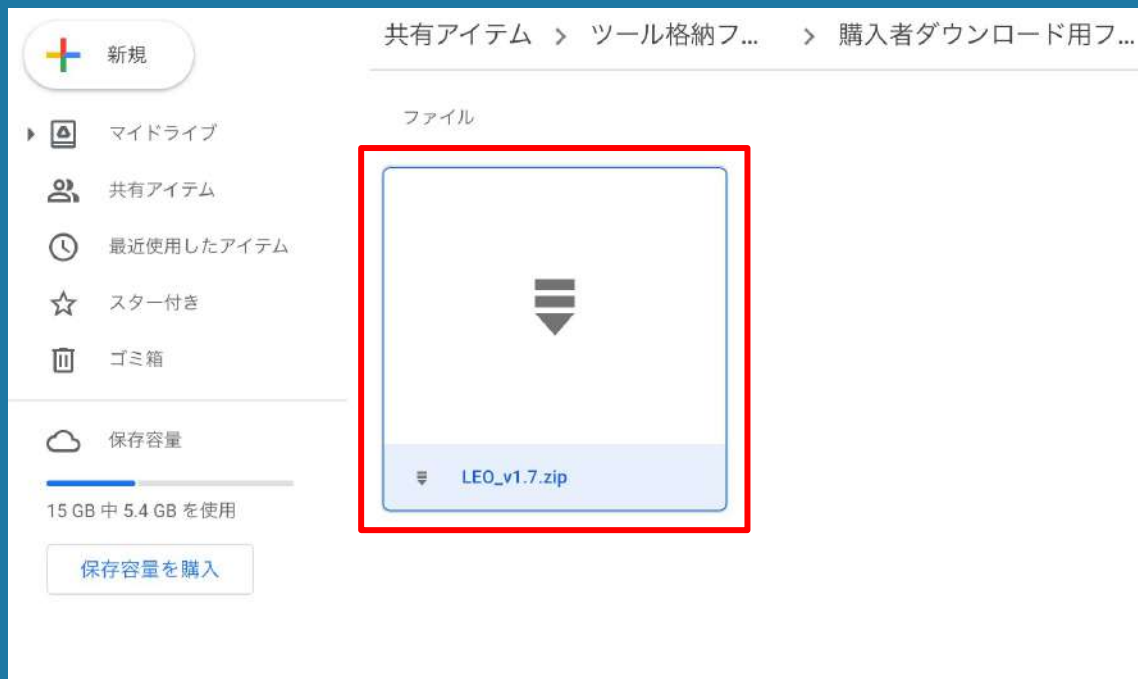 新規
共有アイテム > ツール格納フ... > 購入者ダウンロード用フ...
マイドライブ
共有アイテム
最近使用したアイテム
スター付き
ゴミ箱
保存容量
15 GB 中 5.4 GB を使用
保存容量を購入
ファイル
LEO_v1.7.zip